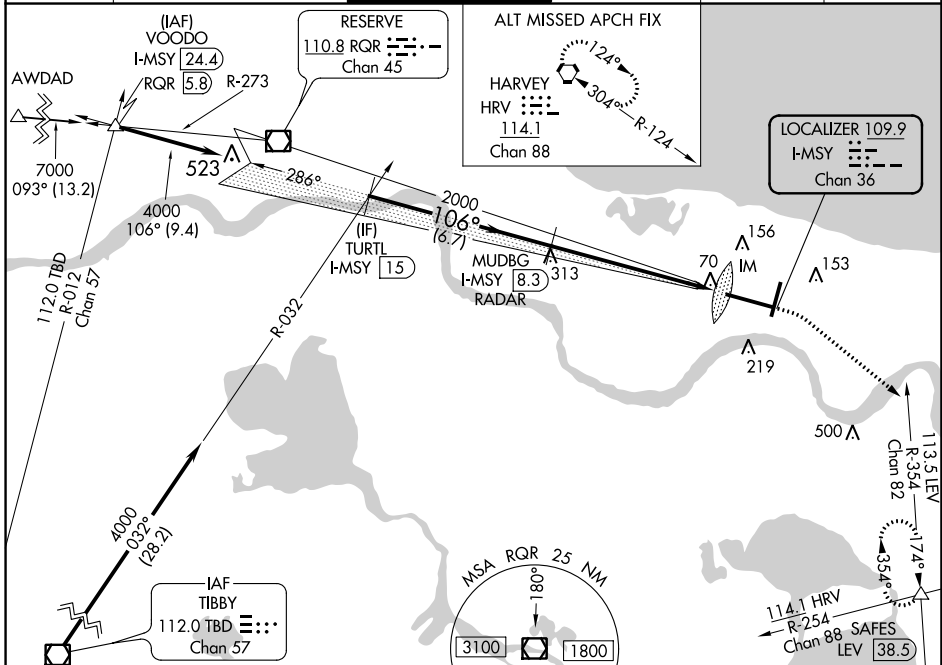 (IAF)
VOODO
I-MSY 24.4
RQR 5.8
R-273
AWDAD
7000
093° (13.2)
4000
106° (9.4)
RESERVE
110.8 RQR
Chan 45
ALT MISSED APCH FIX
HARVEY
HRV
114.1
Chan 88
124°
304°
R-124
LOCALIZER 109.9
I-MSY
Chan 36
523
286°
2000
106°
(6.7)
(IF)
TURTL
I-MSY 15
MUDBG
I-MSY 8.3
RADAR
313
70
IM
156
153
219
500
112.0 TBD
R-012
Chan 57
R-032
4000
032°
(28.2)
IAF
TIBBY
112.0 TBD
Chan 57
MSA RQR 25 NM
180°
3100
1800
113.5 LEV
R-354
Chan 82
174°
354°
114.1 HRV
R-254
Chan 88
SAFES
LEV 38.5